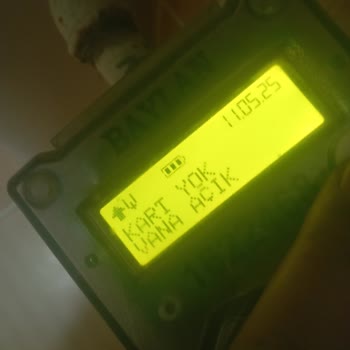 BAYLAN
11.05.25
W
KART YOK
VANA AÇIK